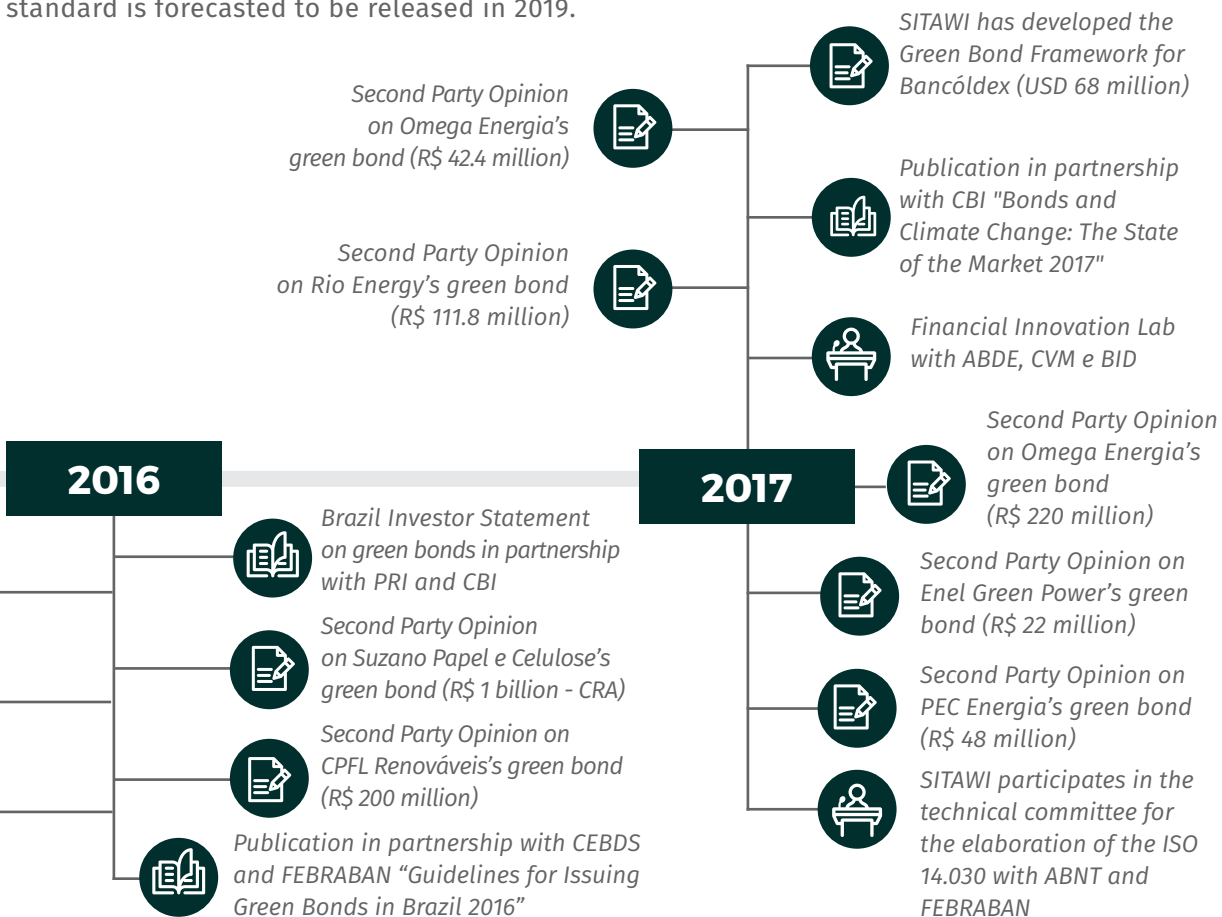 standard is forecasted to be released in 2019.
Second Party Opinion
on Omega Energia’s
green bond (R$ 42.4 million)
Second Party Opinion
on Rio Energy’s green bond
(R$ 111.8 million)
SITAWI has developed the
Green Bond Framework for
Bancóldex (USD 68 million)
Publication in partnership
with CBI "Bonds and
Climate Change: The State
of the Market 2017"
Financial Innovation Lab
with ABDE, CVM e BID
2016
2017
Second Party Opinion
on Omega Energia’s
green bond
(R$ 220 million)
Brazil Investor Statement
on green bonds in partnership
with PRI and CBI
Second Party Opinion
on Suzano Papel e Celulose’s
green bond (R$ 1 billion - CRA)
Second Party Opinion on
CPFL Renováveis’s green bond
(R$ 200 million)
Publication in partnership with CEBDS
and FEBRABAN “Guidelines for Issuing
Green Bonds in Brazil 2016”
Second Party Opinion on
Enel Green Power’s green
bond (R$ 22 million)
Second Party Opinion on
PEC Energia’s green bond
(R$ 48 million)
SITAWI participates in the
technical committee for
the elaboration of the ISO
14.030 with ABNT and
FEBRABAN